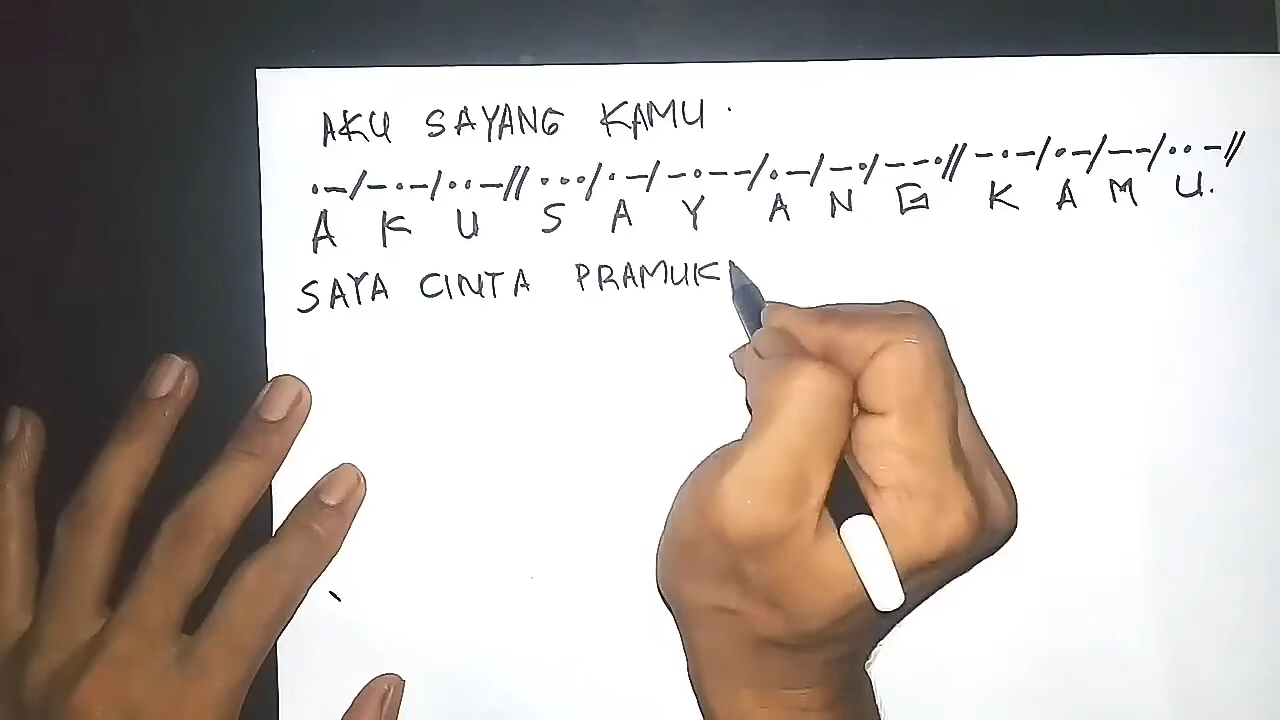 AKU SAYANG KAMU.
•–/–•–/••–//•••/•–/–•––/•–/–•/––•//–•–/•–/––/••–//
A K U S A Y A N G K A M U.
SAYA CINTA PRAMUK